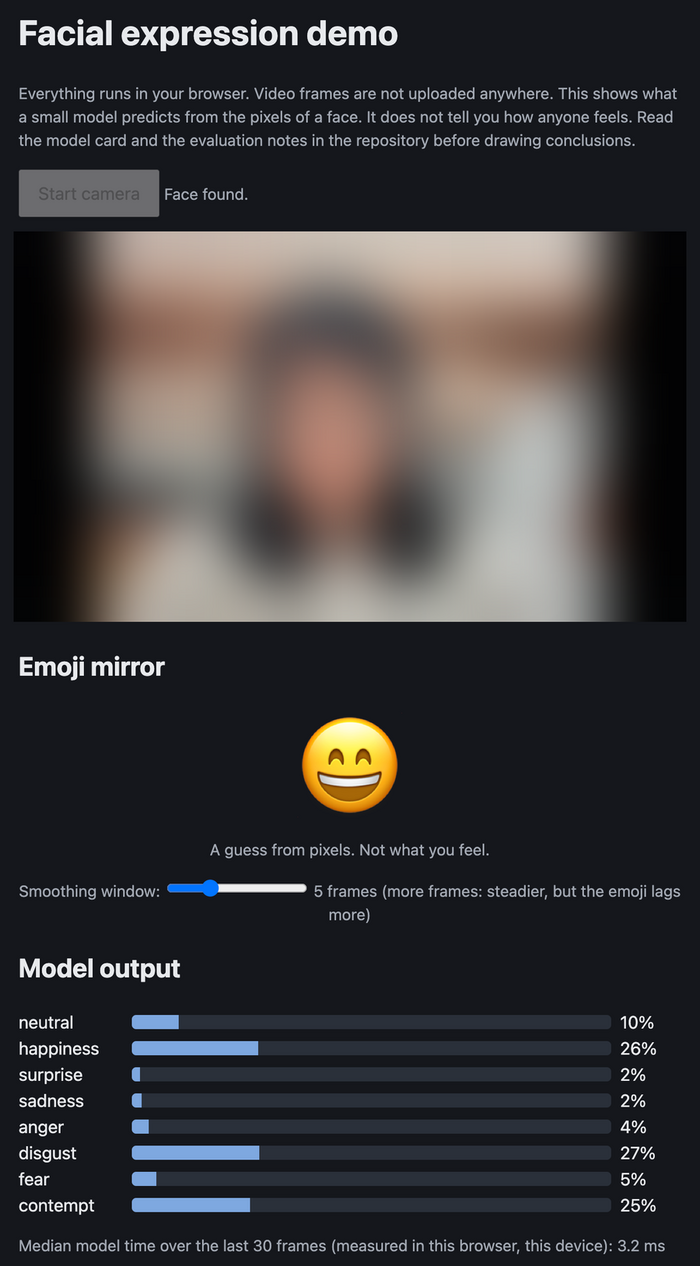 Facial expression demo
Everything runs in your browser. Video frames are not uploaded anywhere. This shows what
a small model predicts from the pixels of a face. It does not tell you how anyone feels. Read
the model card and the evaluation notes in the repository before drawing conclusions.
Start camera Face found.
Emoji mirror
A guess from pixels. Not what you feel.
Smoothing window: 5 frames (more frames: steadier, but the emoji lags
more)
Model output
neutral 10%
happiness 26%
surprise 2%
sadness 2%
anger 4%
disgust 27%
fear 5%
contempt 25%
Median model time over the last 30 frames (measured in this browser, this device): 3.2 ms